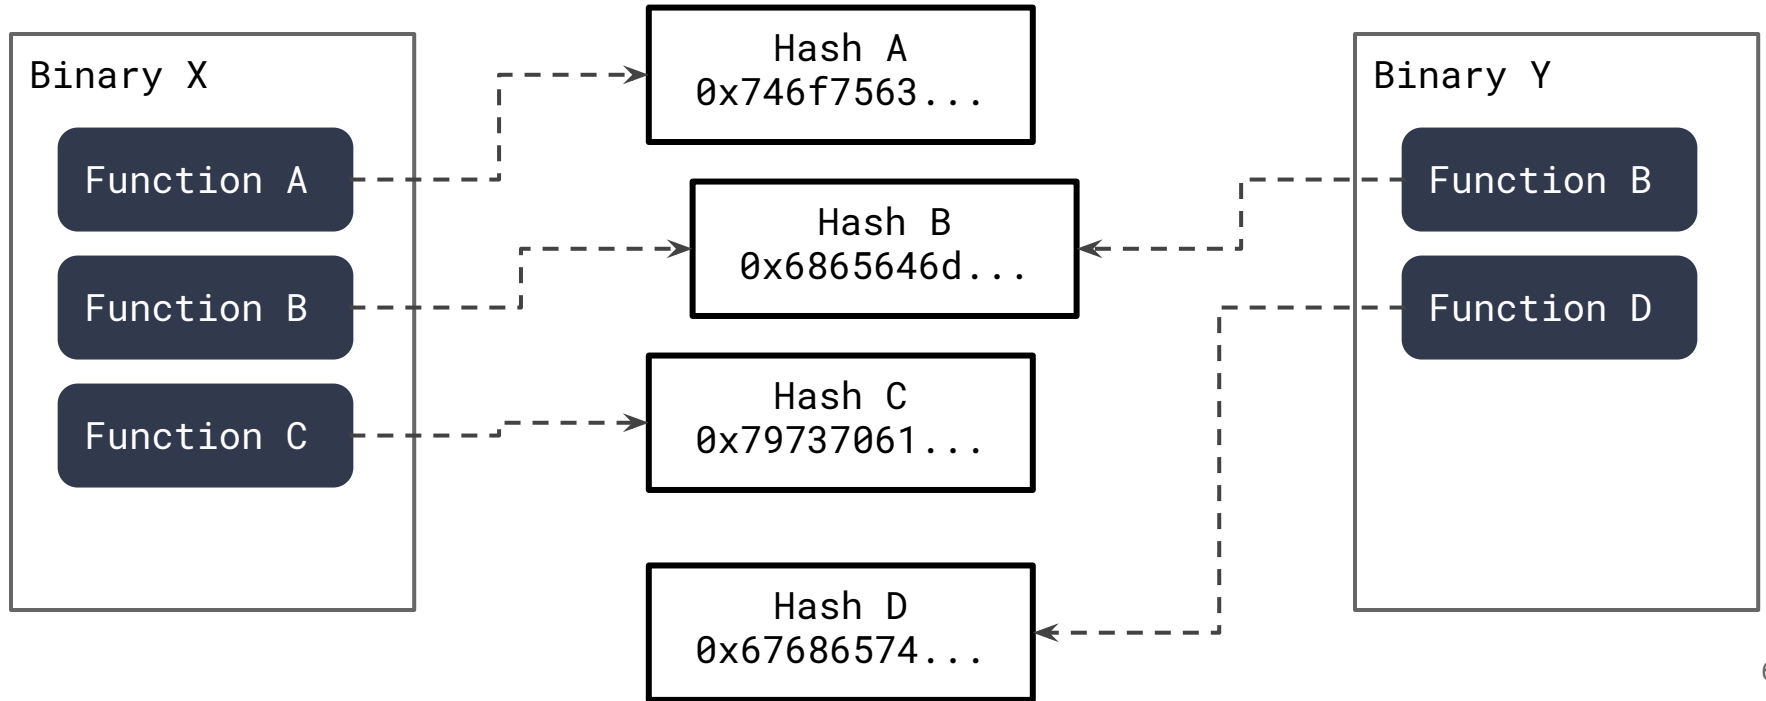 Binary X
Function A
Function B
Function C
Hash A
0x746f7563...
Hash B
0x6865646d...
Hash C
0x79737061...
Hash D
0x67686574...
Binary Y
Function B
Function D